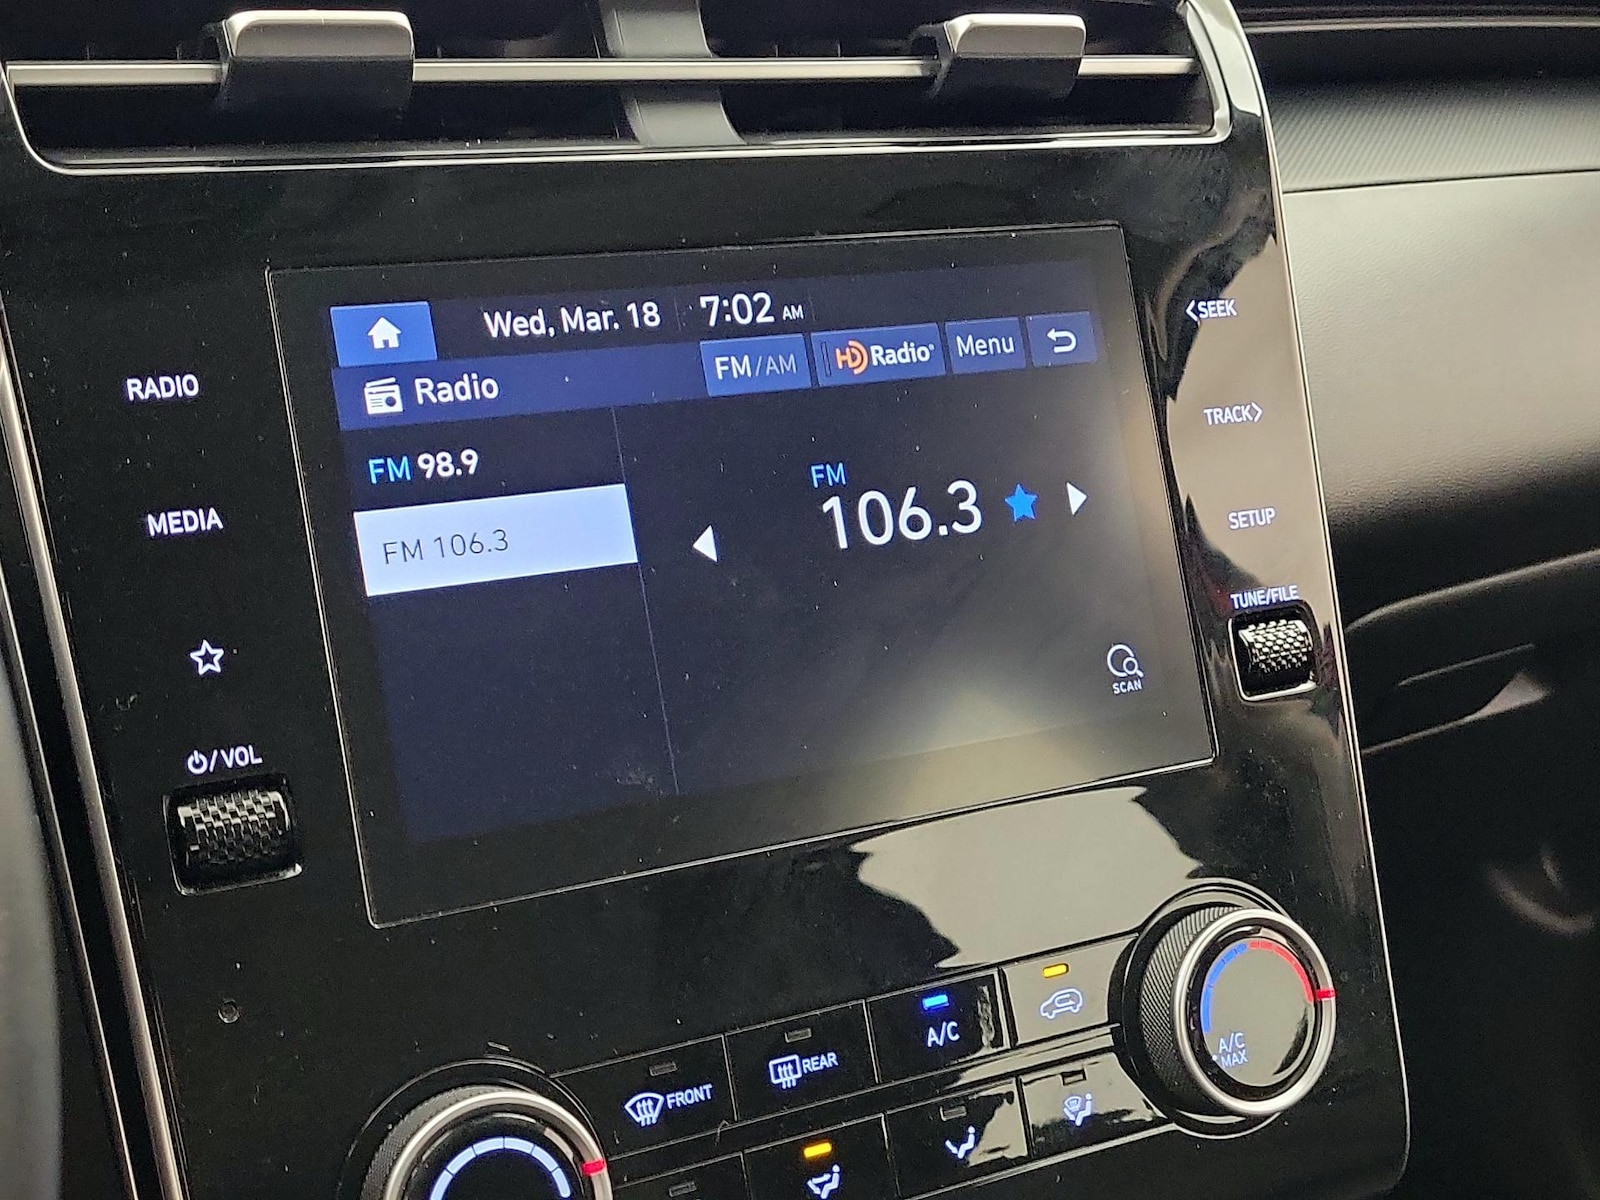 Wed, Mar. 18 7:02 AM
Radio FM/AM HD Radio® Menu
FM 98.9
FM 106.3
FM
106.3
SCAN
RADIO
MEDIA
/VOL
<SEEK
TRACK>
SETUP
TUNE/FILE
FRONT
REAR
A/C
A/C
MAX